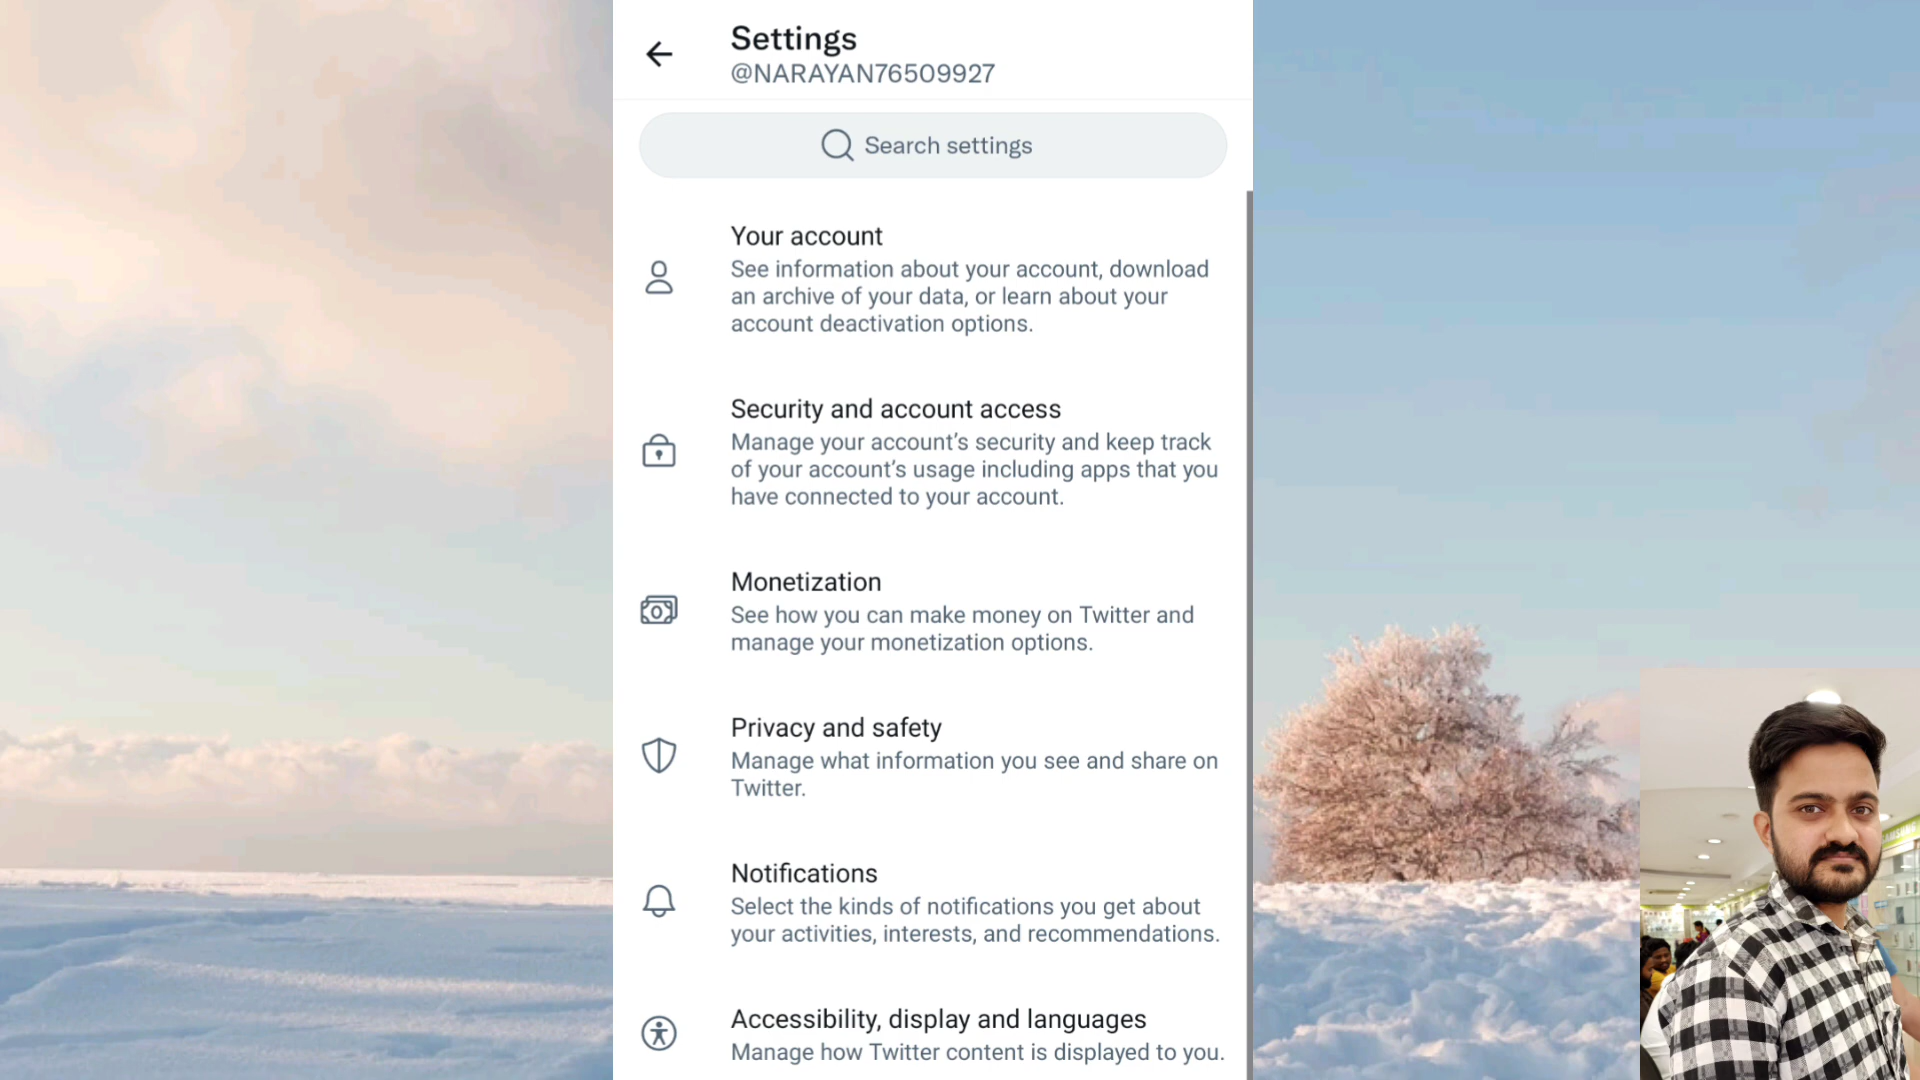 Settings
@NARAYAN76509927
Search settings
Your account
See information about your account, download
an archive of your data, or learn about your
account deactivation options.
Security and account access
Manage your account’s security and keep track
of your account’s usage including apps that you
have connected to your account.
Monetization
See how you can make money on Twitter and
manage your monetization options.
Privacy and safety
Manage what information you see and share on
Twitter.
Notifications
Select the kinds of notifications you get about
your activities, interests, and recommendations.
Accessibility, display and languages
Manage how Twitter content is displayed to you.
SAMSUNG